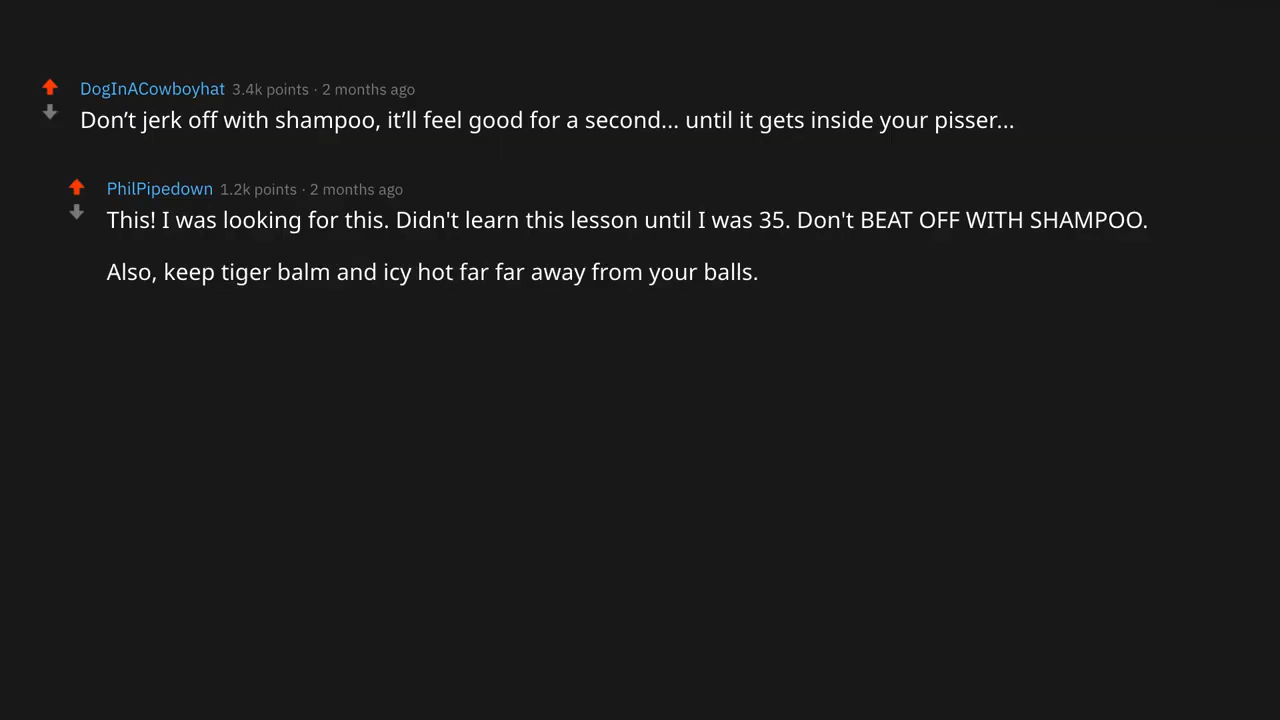 DogInACowboyhat 3.4k points · 2 months ago
Don’t jerk off with shampoo, it’ll feel good for a second... until it gets inside your pisser...
PhilPipedown 1.2k points · 2 months ago
This! I was looking for this. Didn't learn this lesson until I was 35. Don't BEAT OFF WITH SHAMPOO.
Also, keep tiger balm and icy hot far far away from your balls.